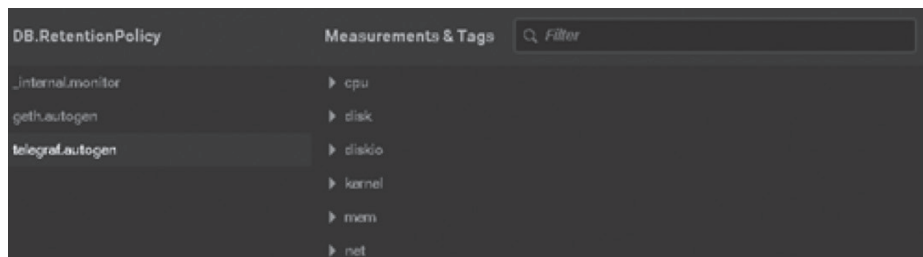 DB.RetentionPolicy
Measurements & Tags
Filter
_internal.monitor
geth.autogen
telegraf.autogen
cpu
disk
diskio
kernel
mem
net